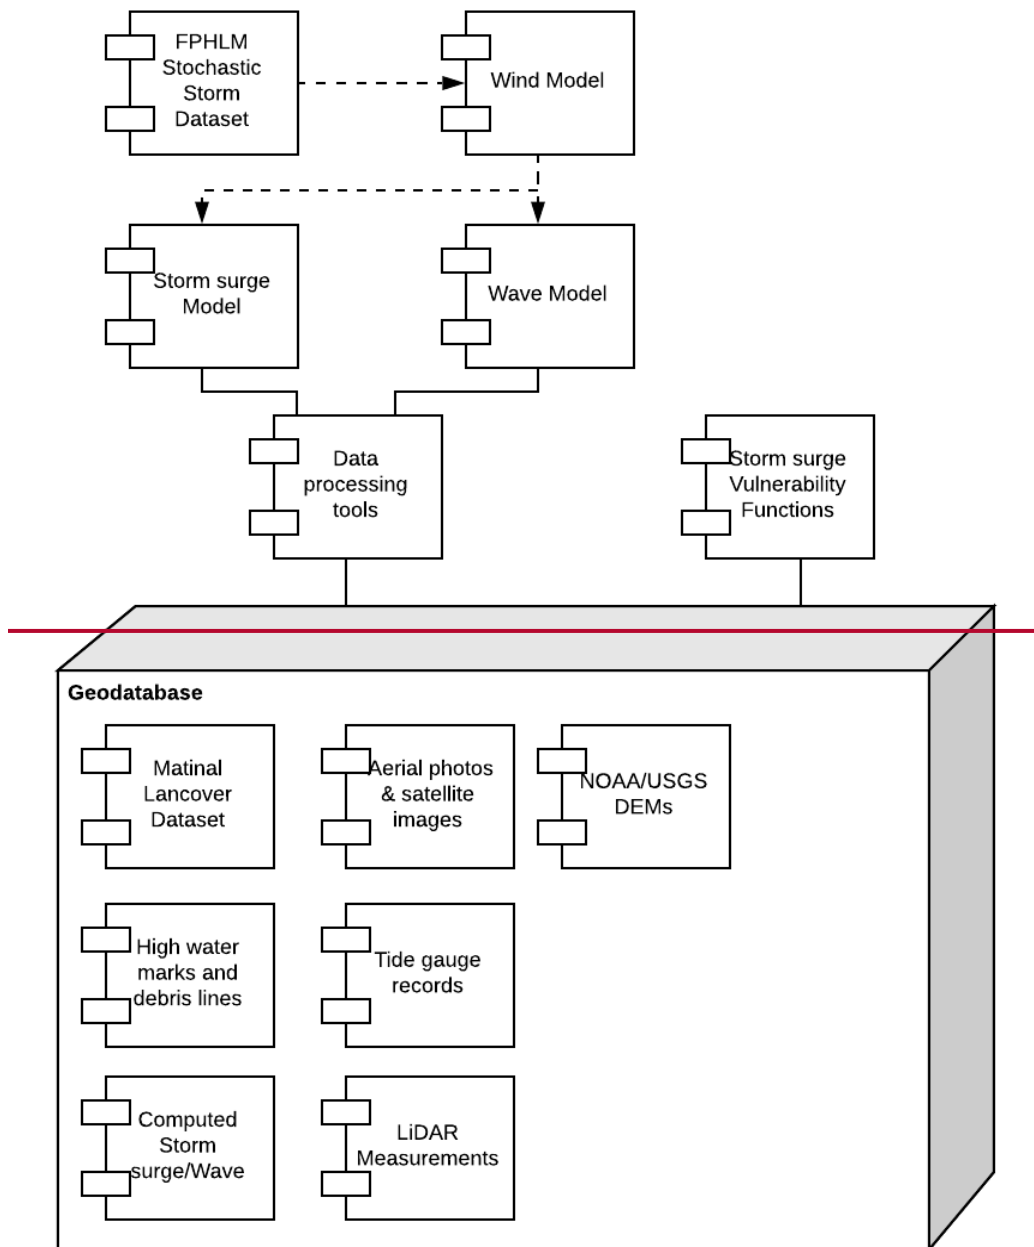 FPHLM
Stochastic
Storm
Dataset
Wind Model
Storm surge
Model
Wave Model
Data
processing
tools
Storm surge
Vulnerability
Functions
Geodatabase
Matinal
Lancover
Dataset
Aerial photos
& satellite
images
NOAA/USGS
DEMs
High water
marks and
debris lines
Tide gauge
records
Computed
Storm
surge/Wave
LiDAR
Measurements